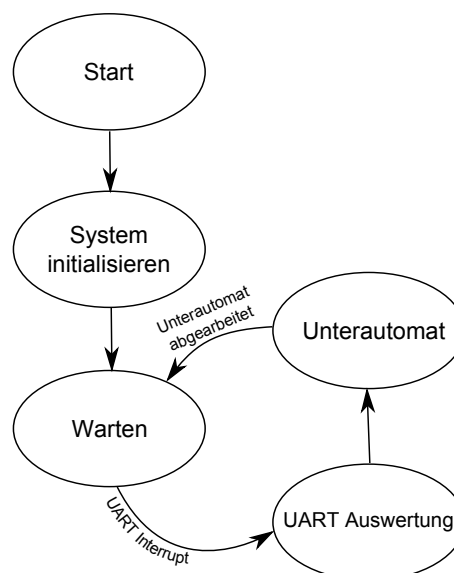 Start
System
initialisieren
Unterautomat
abgearbeitet
Unterautomat
Warten
UART Interrupt
UART Auswertung